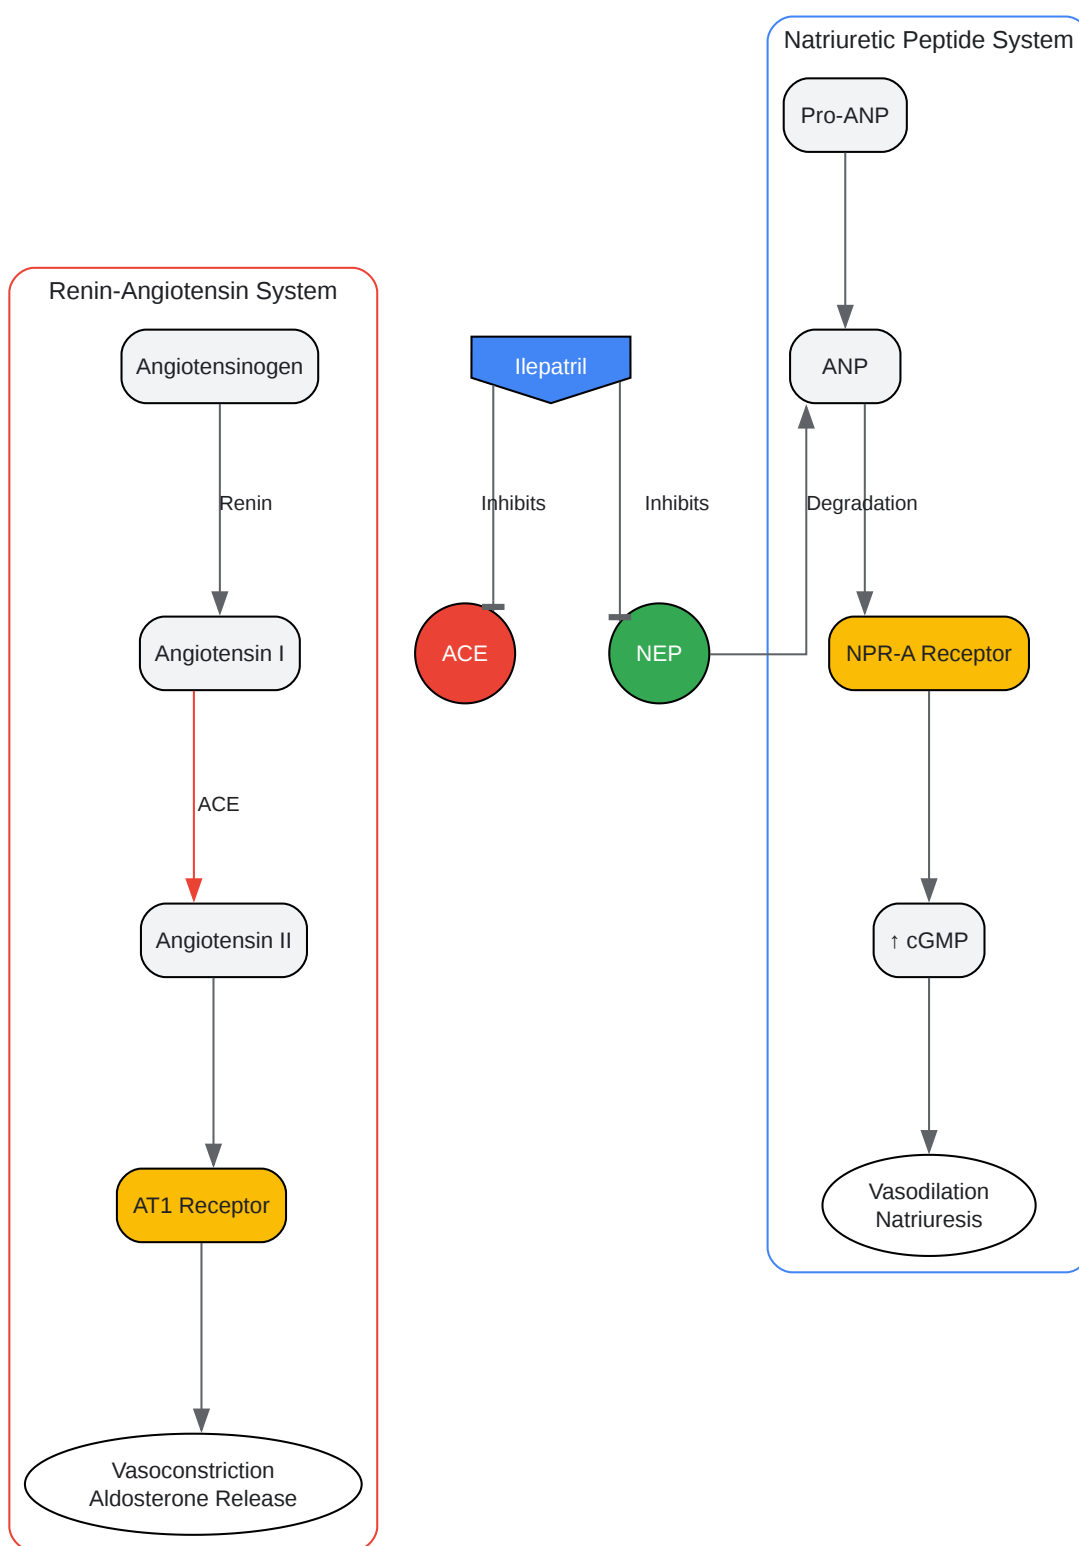 Natriuretic Peptide System
Pro-ANP
Renin-Angiotensin System
Angiotensinogen
Ilepatril
ANP
Renin
Inhibits
Inhibits
Degradation
Angiotensin I
ACE
NEP
NPR-A Receptor
ACE
Angiotensin II
↑ cGMP
AT1 Receptor
Vasodilation
Natriuresis
Vasoconstriction
Aldosterone Release